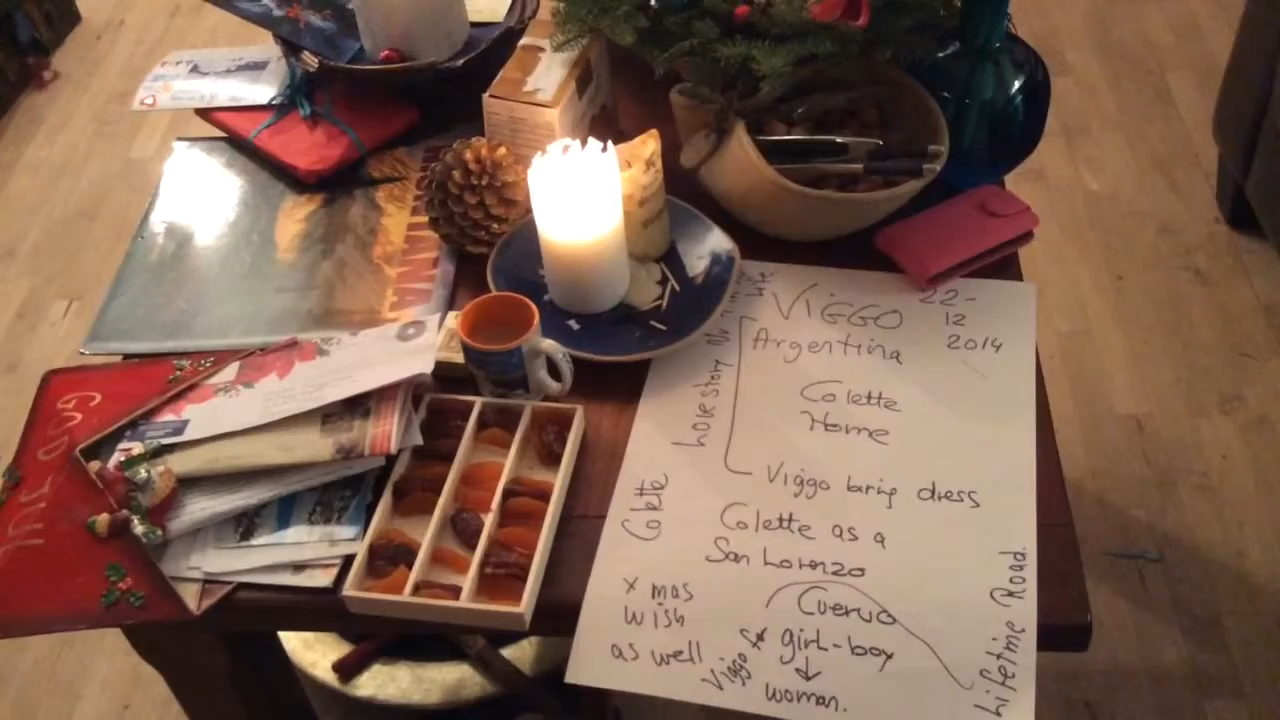 VIGGO
22-
12
2014
Argentina
Colette
Home
Love story
Viggo buring dress
Colette
Colette as a
San Lorenzo
x mas
wish
as well
Cuervo
girl-boy
Viggo
woman.
Lifetime Road.
GOD JUL